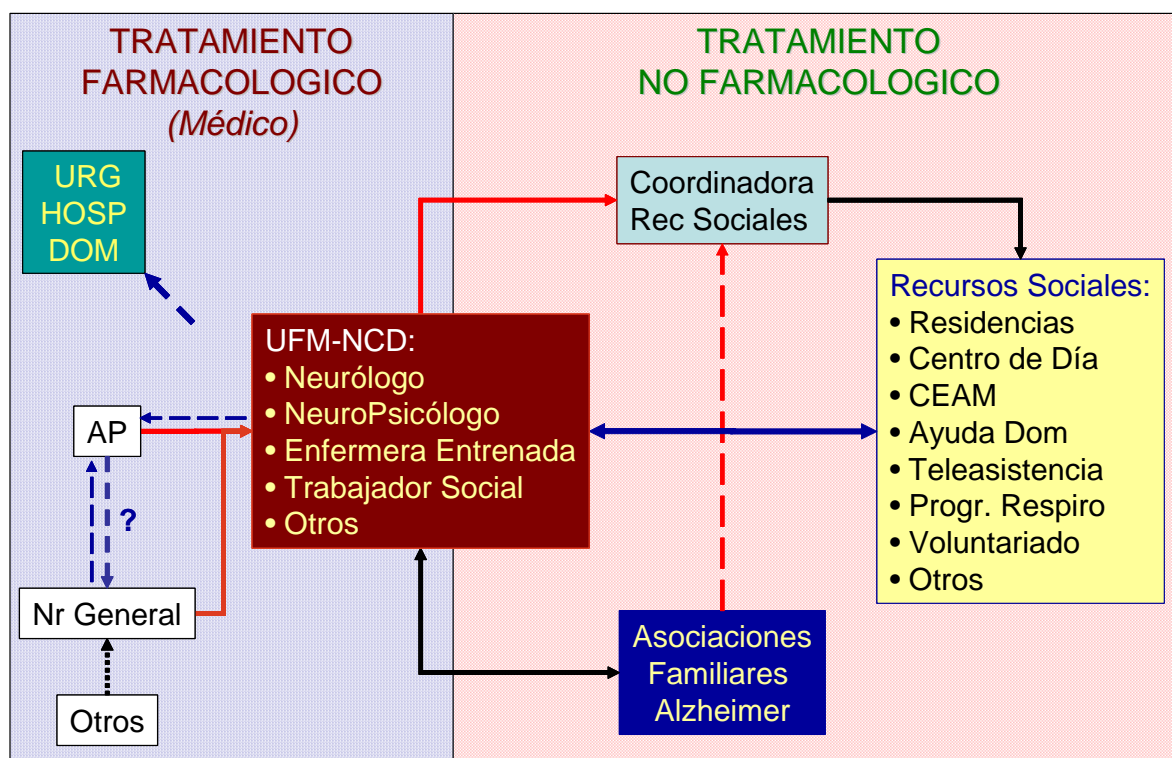 TRATAMIENTO
FARMACOLOGICO
(Médico)
TRATAMIENTO
NO FARMACOLOGICO
URG
HOSP
DOM
Coordinadora
Rec Sociales
UFM-NCD:
• Neurólogo
• NeuroPsicólogo
• Enfermera Entrenada
• Trabajador Social
• Otros
Recursos Sociales:
• Residencias
• Centro de Día
• CEAM
• Ayuda Dom
• Teleasistencia
• Progr. Respiro
• Voluntariado
• Otros
AP
?
Nr General
Otros
Asociaciones
Familiares
Alzheimer